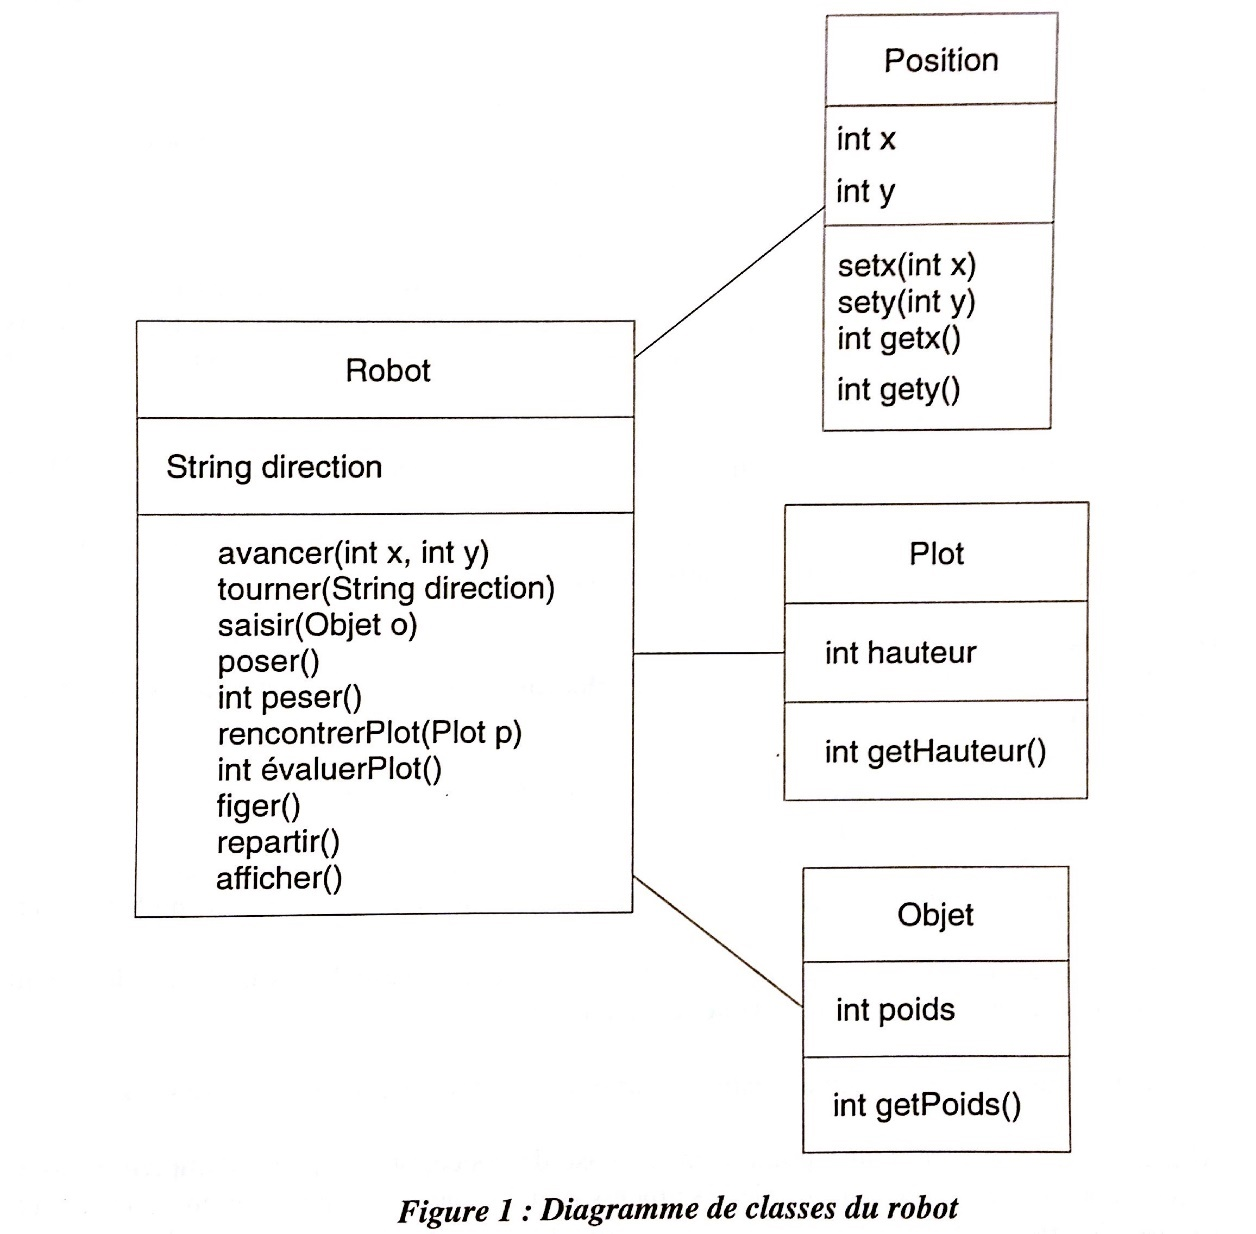 Position
int x
int y
setx(int x)
sety(int y)
int getx()
int gety()
Robot
String direction
avancer(int x, int y)
tourner(String direction)
saisir(Objet o)
poser()
int peser()
rencontrerPlot(Plot p)
int évaluerPlot()
figer()
repartir()
afficher()
Plot
int hauteur
int getHauteur()
Objet
int poids
int getPoids()
Figure 1 : Diagramme de classes du robot